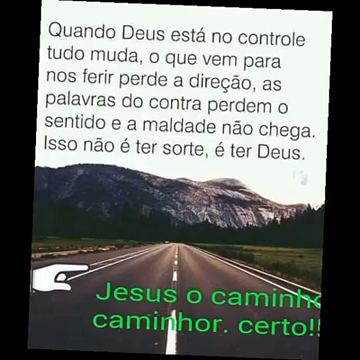 Quando Deus está no controle
tudo muda, o que vem para
nos ferir perde a direção, as
palavras do contra perdem o
sentido e a maldade não chega.
Isso não é ter sorte, é ter Deus.
Jesus o caminho
caminhor. certo!!